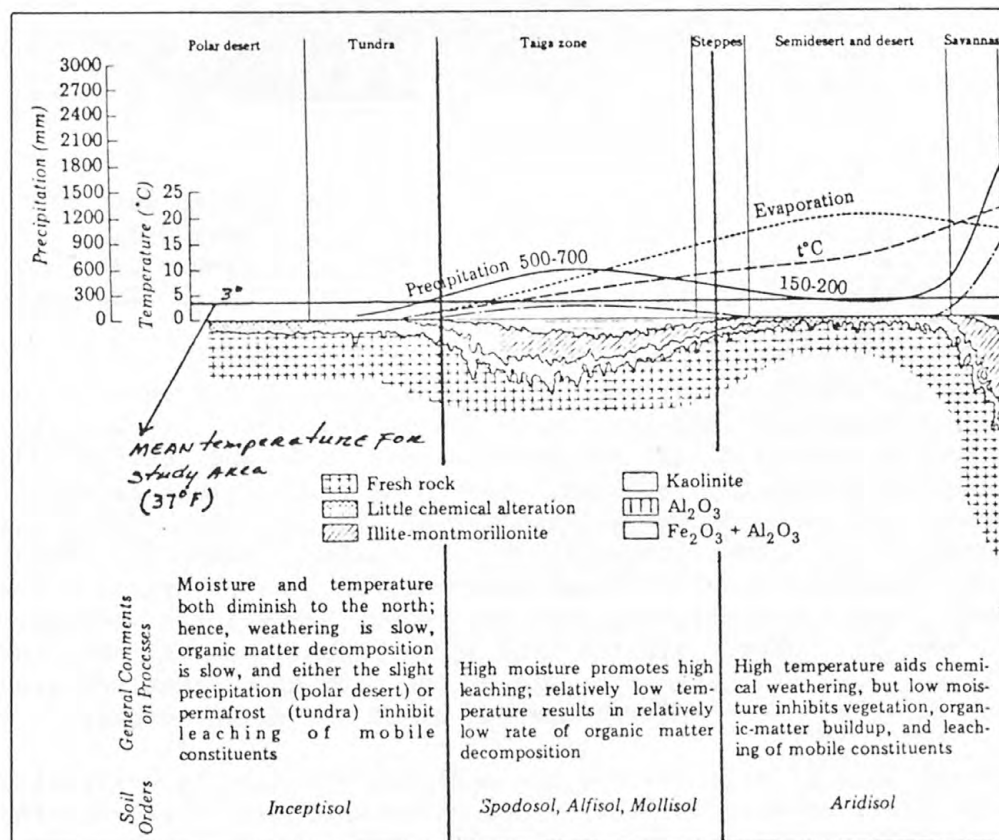 Polar desert
Tundra
Taiga zone
Steppes
Semidesert and desert
Savannas
Precipitation (mm)
3000
2700
2400
2100
1800
1500
1200
900
600
300
0
Temperature (°C)
25
20
15
10
5
0
3°
Precipitation 500-700
Evaporation
t°C
150-200
MEAN temperature FOR
study AREA
(37°F)
Fresh rock
Little chemical alteration
Illite-montmorillonite
Kaolinite
Al2O3
Fe2O3 + Al2O3
General Comments
on Processes
Moisture and temperature
both diminish to the north;
hence, weathering is slow,
organic matter decomposition
is slow, and either the slight
precipitation (polar desert) or
permafrost (tundra) inhibit
leaching of mobile
constituents
High moisture promotes high
leaching; relatively low tem-
perature results in relatively
low rate of organic matter
decomposition
High temperature aids chemi-
cal weathering, but low mois-
ture inhibits vegetation, organ-
ic-matter buildup, and leach-
ing of mobile constituents
Soil
Orders
Inceptisol
Spodosol, Alfisol, Mollisol
Aridisol